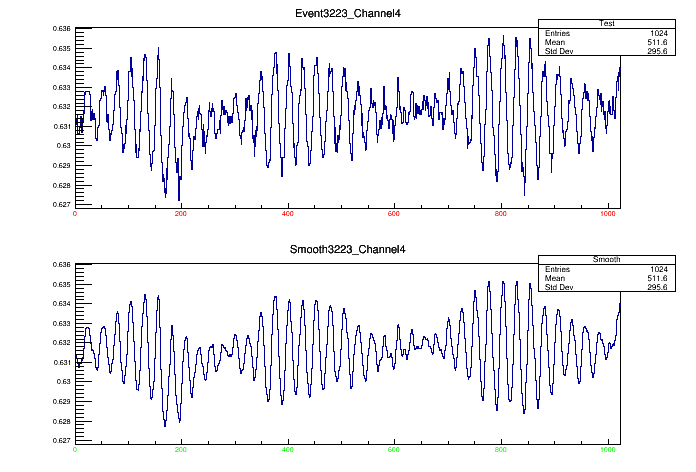 Event3223_Channel4
Test
Entries 1024
Mean 511.6
Std Dev 295.6
0.636
0.635
0.634
0.633
0.632
0.631
0.63
0.629
0.628
0.627
0 200 400 600 800 1000
Smooth3223_Channel4
Smooth
Entries 1024
Mean 511.6
Std Dev 295.6
0.636
0.635
0.634
0.633
0.632
0.631
0.63
0.629
0.628
0.627
0 200 400 600 800 1000